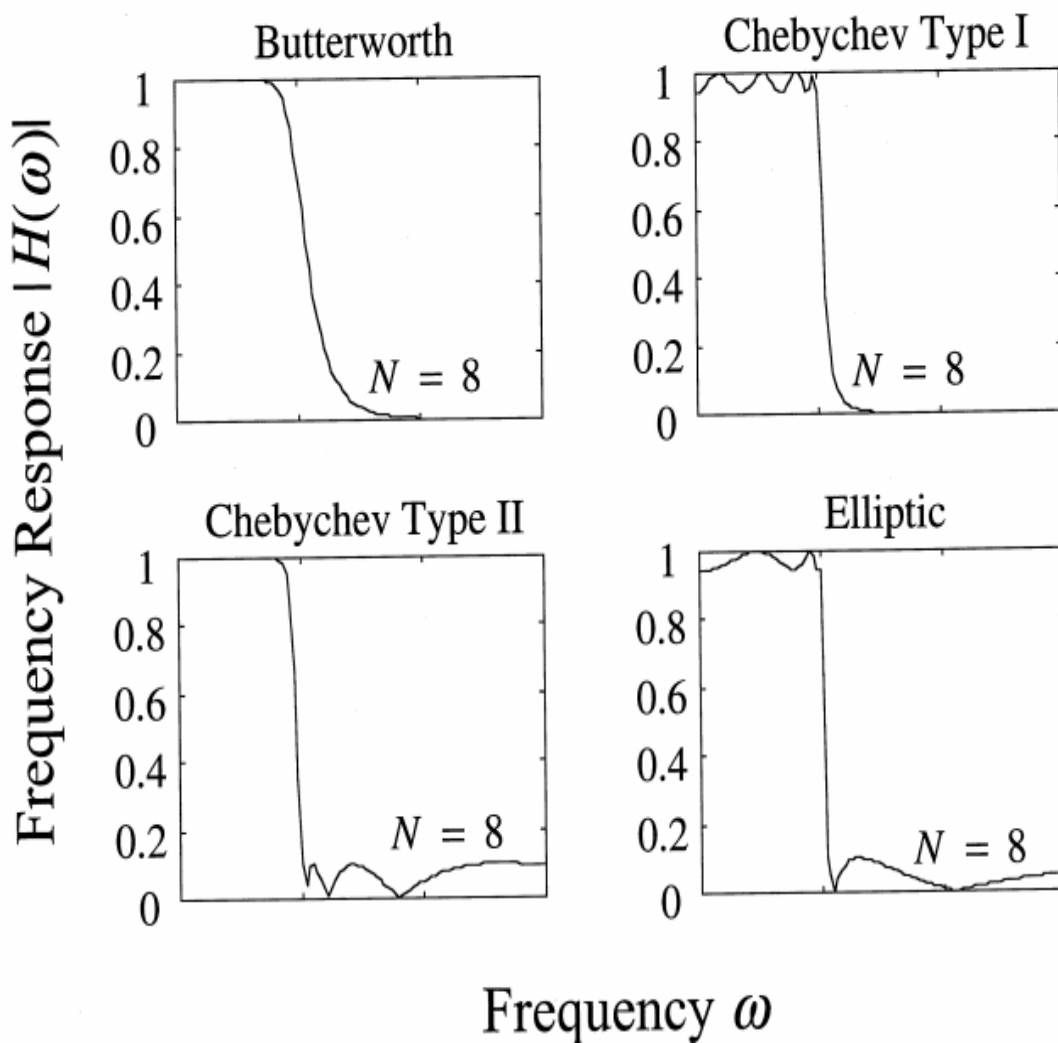 Butterworth
Chebychev Type I
Frequency Response | H(ω)|
1
0.8
0.6
0.4
0.2
0
N = 8
1
0.8
0.6
0.4
0.2
0
N = 8
Chebychev Type II
Elliptic
1
0.8
0.6
0.4
0.2
0
N = 8
1
0.8
0.6
0.4
0.2
0
N = 8
Frequency ω